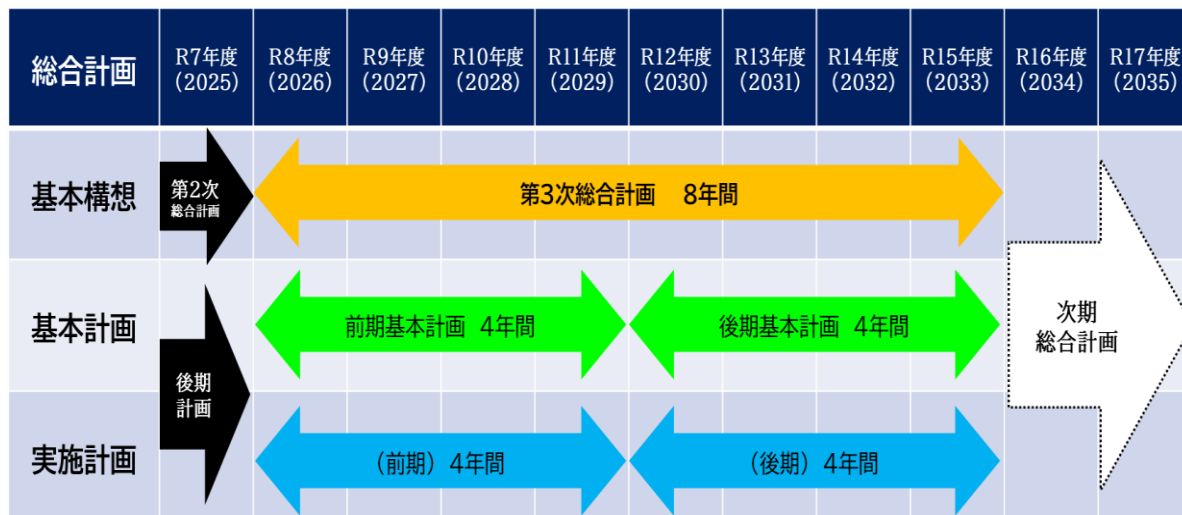 総合計画
R7年度
(2025)
R8年度
(2026)
R9年度
(2027)
R10年度
(2028)
R11年度
(2029)
R12年度
(2030)
R13年度
(2031)
R14年度
(2032)
R15年度
(2033)
R16年度
(2034)
R17年度
(2035)
基本構想
第2次
総合計画
第3次総合計画　8年間
基本計画
後期
計画
前期基本計画 4年間
後期基本計画 4年間
次期
総合計画
実施計画
（前期）4年間
（後期）4年間